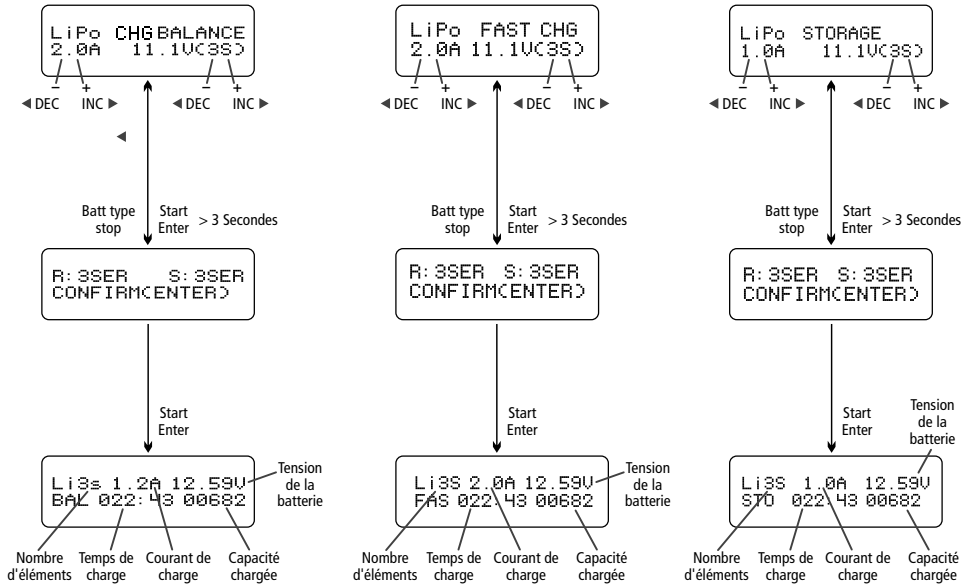 LiPo CHG BALANCE
2.0A 11.1V(3S)
– + – +
◀ DEC INC ▶ ◀ DEC INC ▶
◀
Batt type stop
Start Enter
> 3 Secondes
R: 3SER S: 3SER
CONFIRM(ENTER)
Start
Enter
Li3s 1.2A 12.59V
BAL 022: 43 00682
Tension
de la
batterie
Nombre
d'éléments
Temps de
charge
Courant de
charge
Capacité
chargée
LiPo FAST CHG
2.0A 11.1V(3S)
– + – +
◀ DEC INC ▶ ◀ DEC INC ▶
Batt type
stop
Start
Enter
> 3 Secondes
R: 3SER S: 3SER
CONFIRM(ENTER)
Start
Enter
Li3S 2.0A 12.59V
FAS 022: 43 00682
Tension
de la
batterie
Nombre
d'éléments
Temps de
charge
Courant de
charge
Capacité
chargée
LiPo STORAGE
1.0A 11.1V(3S)
– + – +
◀ DEC INC ▶ ◀ DEC INC ▶
Batt type
stop
Start
Enter
> 3 Secondes
R: 3SER S: 3SER
CONFIRM(ENTER)
Start
Enter
Tension
de la
batterie
Li3S 1.0A 12.59V
STO 022: 43 00682
Nombre
d'éléments
Temps de
charge
Courant de
charge
Capacité
chargée